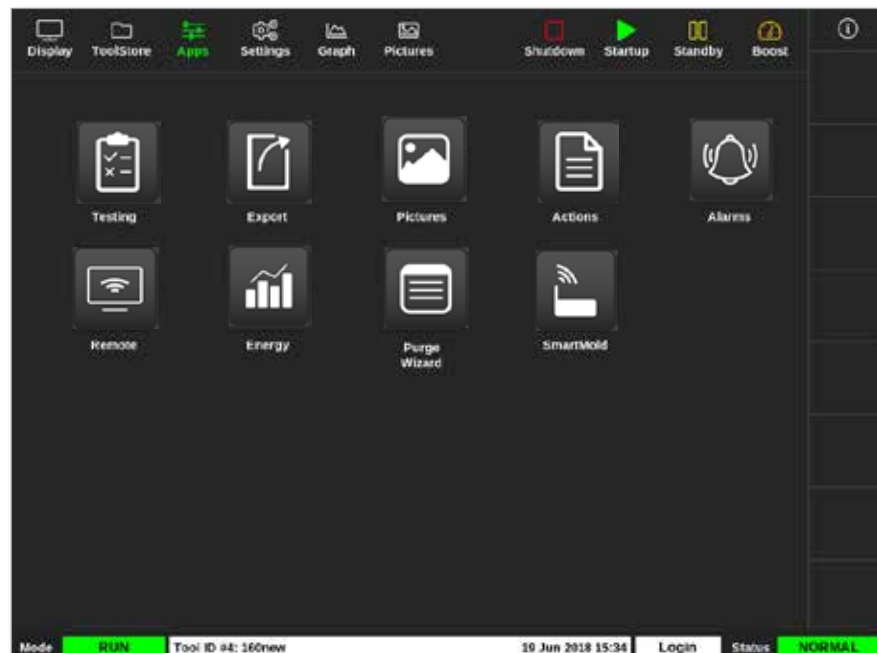 Display ToolStore Apps Settings Graph Pictures Shutdown Startup Standby Boost
Testing Export Pictures Actions Alarms
Remote Energy Purge Wizard SmartMold
Mode RUN Tool ID #4: 160new 19 Jun 2018 15:34 Login Status NORMAL